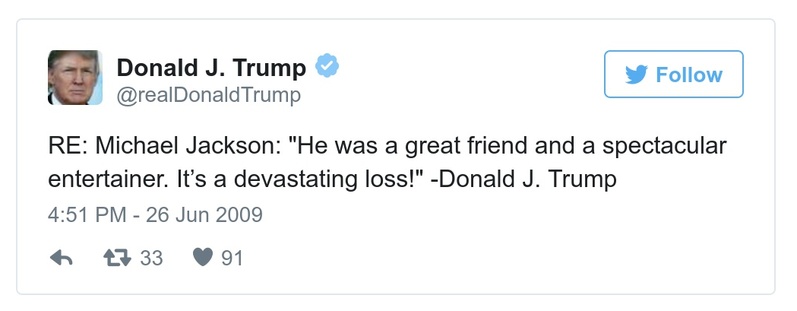 Donald J. Trump
@realDonaldTrump
Follow
RE: Michael Jackson: "He was a great friend and a spectacular
entertainer. It’s a devastating loss!" -Donald J. Trump
4:51 PM - 26 Jun 2009
33 91